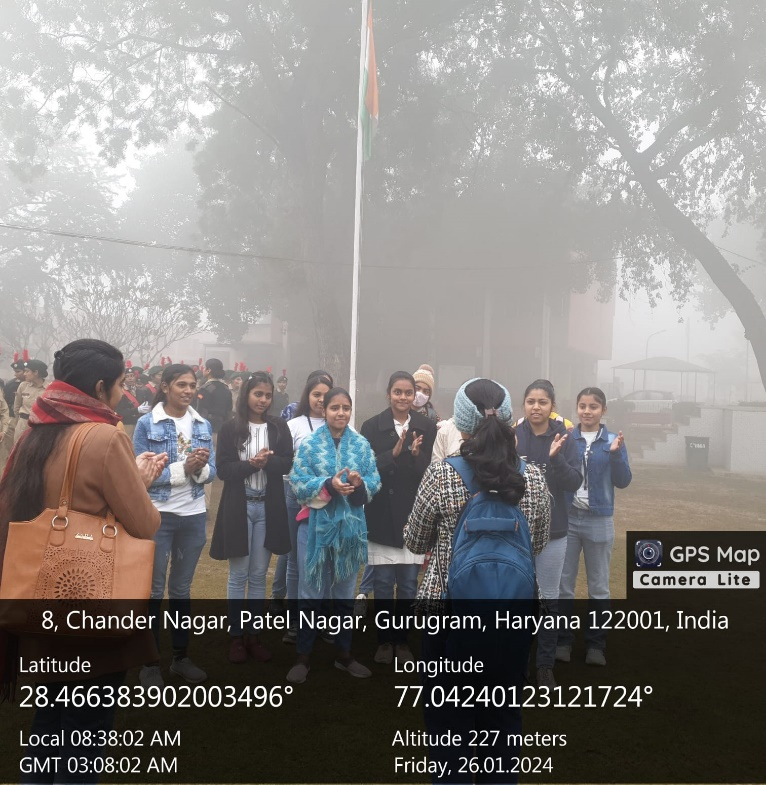 GPS Map
Camera Lite
8, Chander Nagar, Patel Nagar, Gurugram, Haryana 122001, India
Latitude
28.466383902003496°
Longitude
77.04240123121724°
Local 08:38:02 AM
GMT 03:08:02 AM
Altitude 227 meters
Friday, 26.01.2024